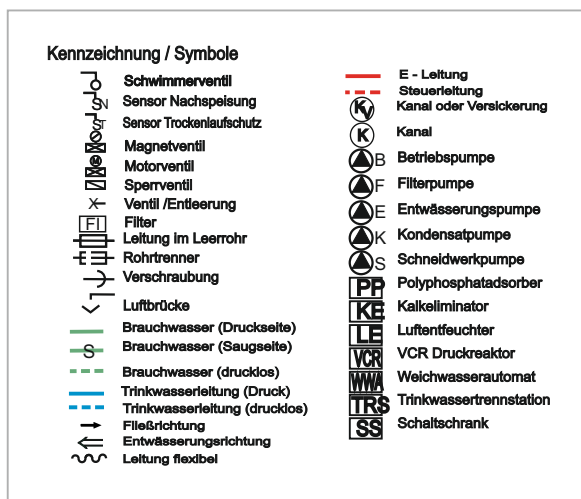 Kennzeichnung / Symbole
Schwimmerventil
SN Sensor Nachspeisung
ST Sensor Trockenlaufschutz
Magnetventil
M Motorventil
Sperrventil
X Ventil /Entleerung
FI Filter
Leitung im Leerrohr
Rohrtrenner
Verschraubung
Luftbrücke
Brauchwasser (Druckseite)
S Brauchwasser (Saugseite)
Brauchwasser (drucklos)
Trinkwasserleitung (Druck)
Trinkwasserleitung (drucklos)
Fließrichtung
Entwässerungsrichtung
Leitung flexibel
E - Leitung
Steuerleitung
KV Kanal oder Versickerung
K Kanal
B Betriebspumpe
F Filterpumpe
E Entwässerungspumpe
K Kondensatpumpe
S Schneidwerkpumpe
PP Polyphosphatadsorber
KE Kalkeliminator
LE Luftentfeuchter
VCR VCR Druckreaktor
WWA Weichwasserautomat
TRS Trinkwassertrennstation
SS Schaltschrank